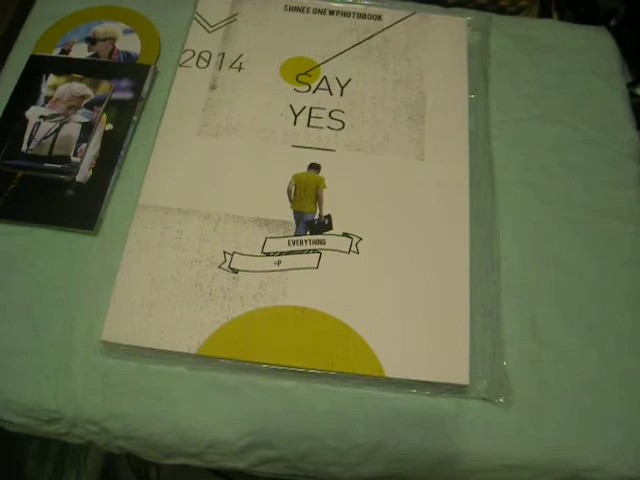 SHINEE ONEW PHOTOBOOK
2014
SAY
YES
EVERYTHING
+P